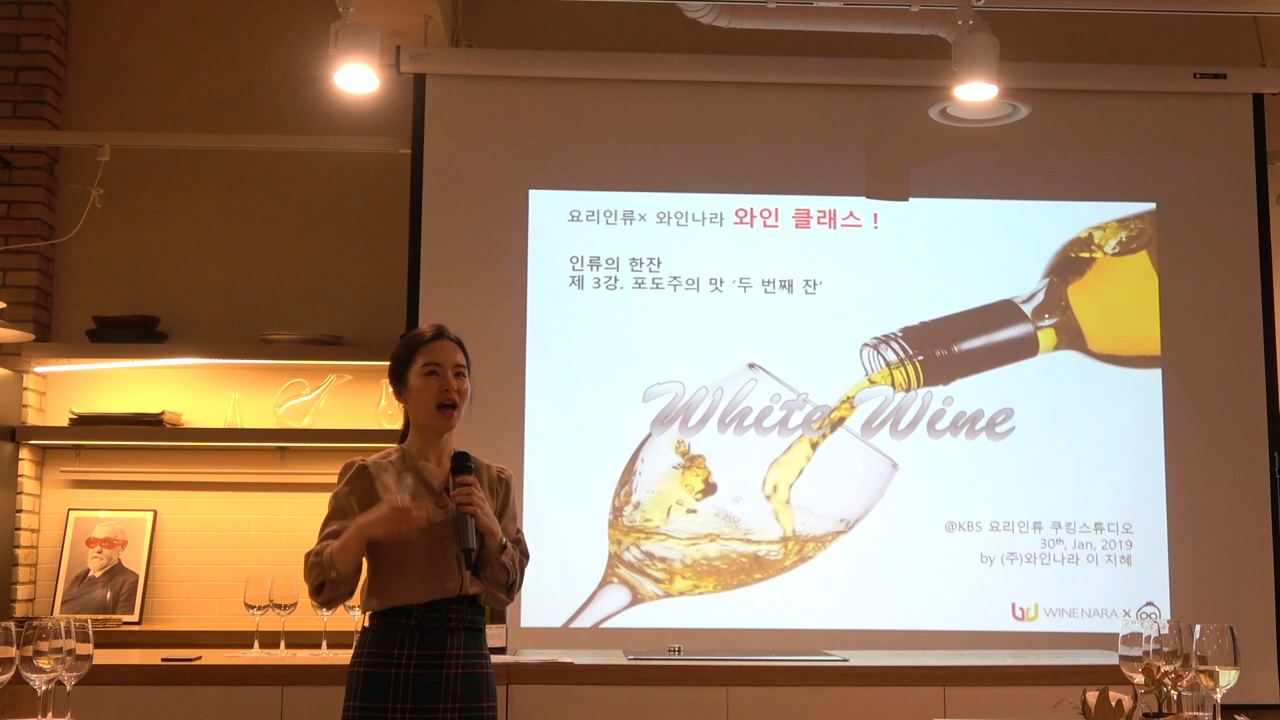 요리인류× 와인나라 와인 클래스 !
인류의 한잔
제 3강. 포도주의 맛 '두 번째 잔'
White Wine
@KBS 요리인류 쿠킹스튜디오
30th, Jan, 2019
by (주)와인나라 이 지혜
WINE NARA X